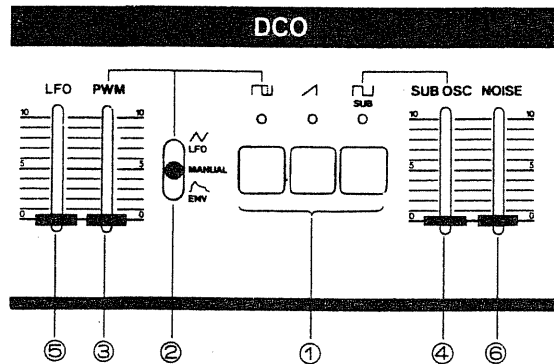 DCO
LFO PWM SUB SUB OSC NOISE
10 10 10 10
LFO
5 MANUAL 5 5 5
ENV
0 0 0 0
⑤ ③ ② ① ④ ⑥